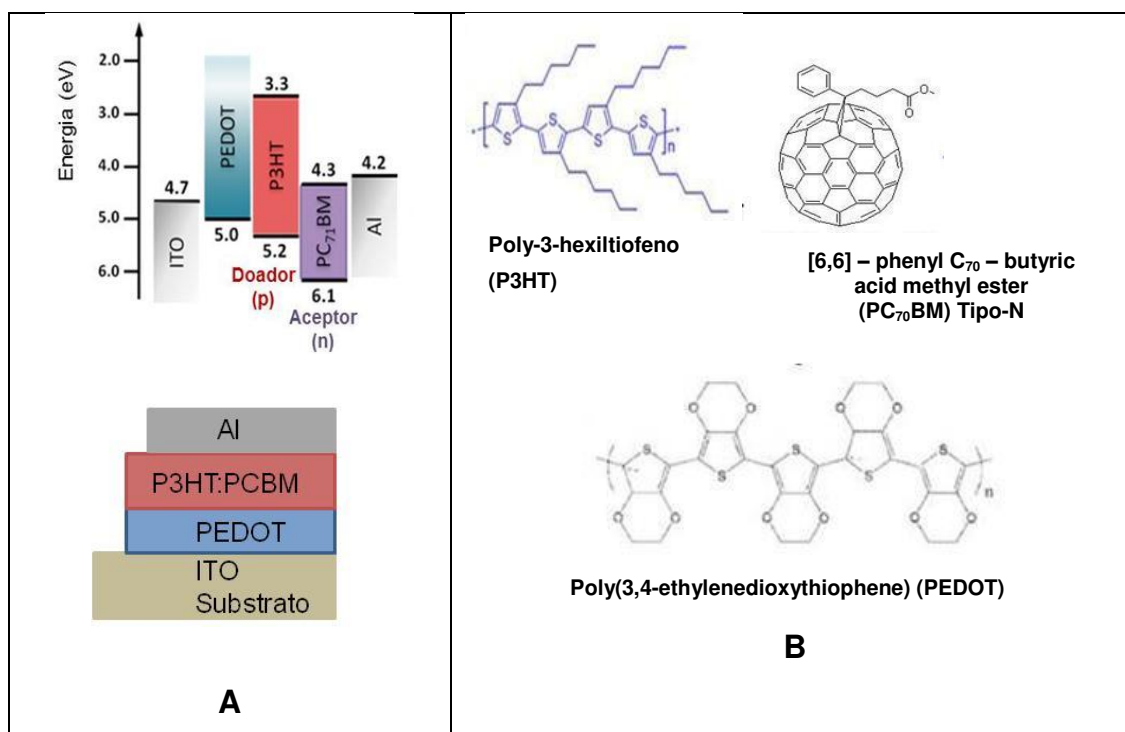 Energia (eV)
2.0
3.0
4.0
5.0
6.0
4.7
ITO
PEDOT
5.0
3.3
P3HT
5.2
Doador
(p)
4.3
PC71BM
6.1
Aceptor
(n)
4.2
Al
Al
P3HT:PCBM
PEDOT
ITO
Substrato
A
S
S
S
S
n
Poly-3-hexiltiofeno
(P3HT)
O
O
[6,6] – phenyl C70 – butyric
acid methyl ester
(PC70BM) Tipo-N
O
O
O
O
S
S
S
S
S
S
O
O
O
O
O
O
O
O
n
Poly(3,4-ethylenedioxythiophene) (PEDOT)
B